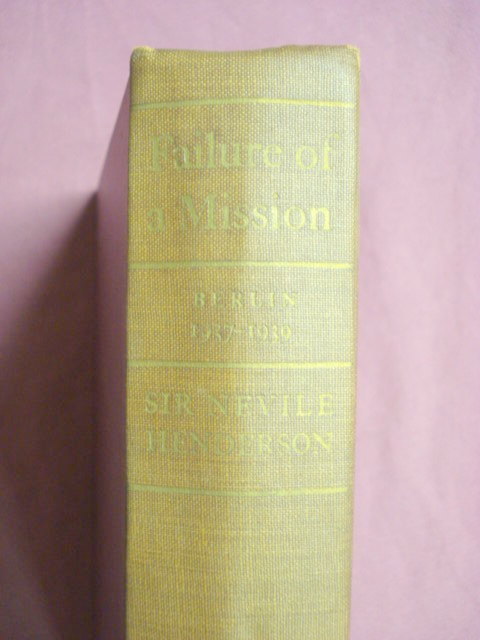 Failure of
a Mission
BERLIN
1937-1939
SIR NEVILE
HENDERSON